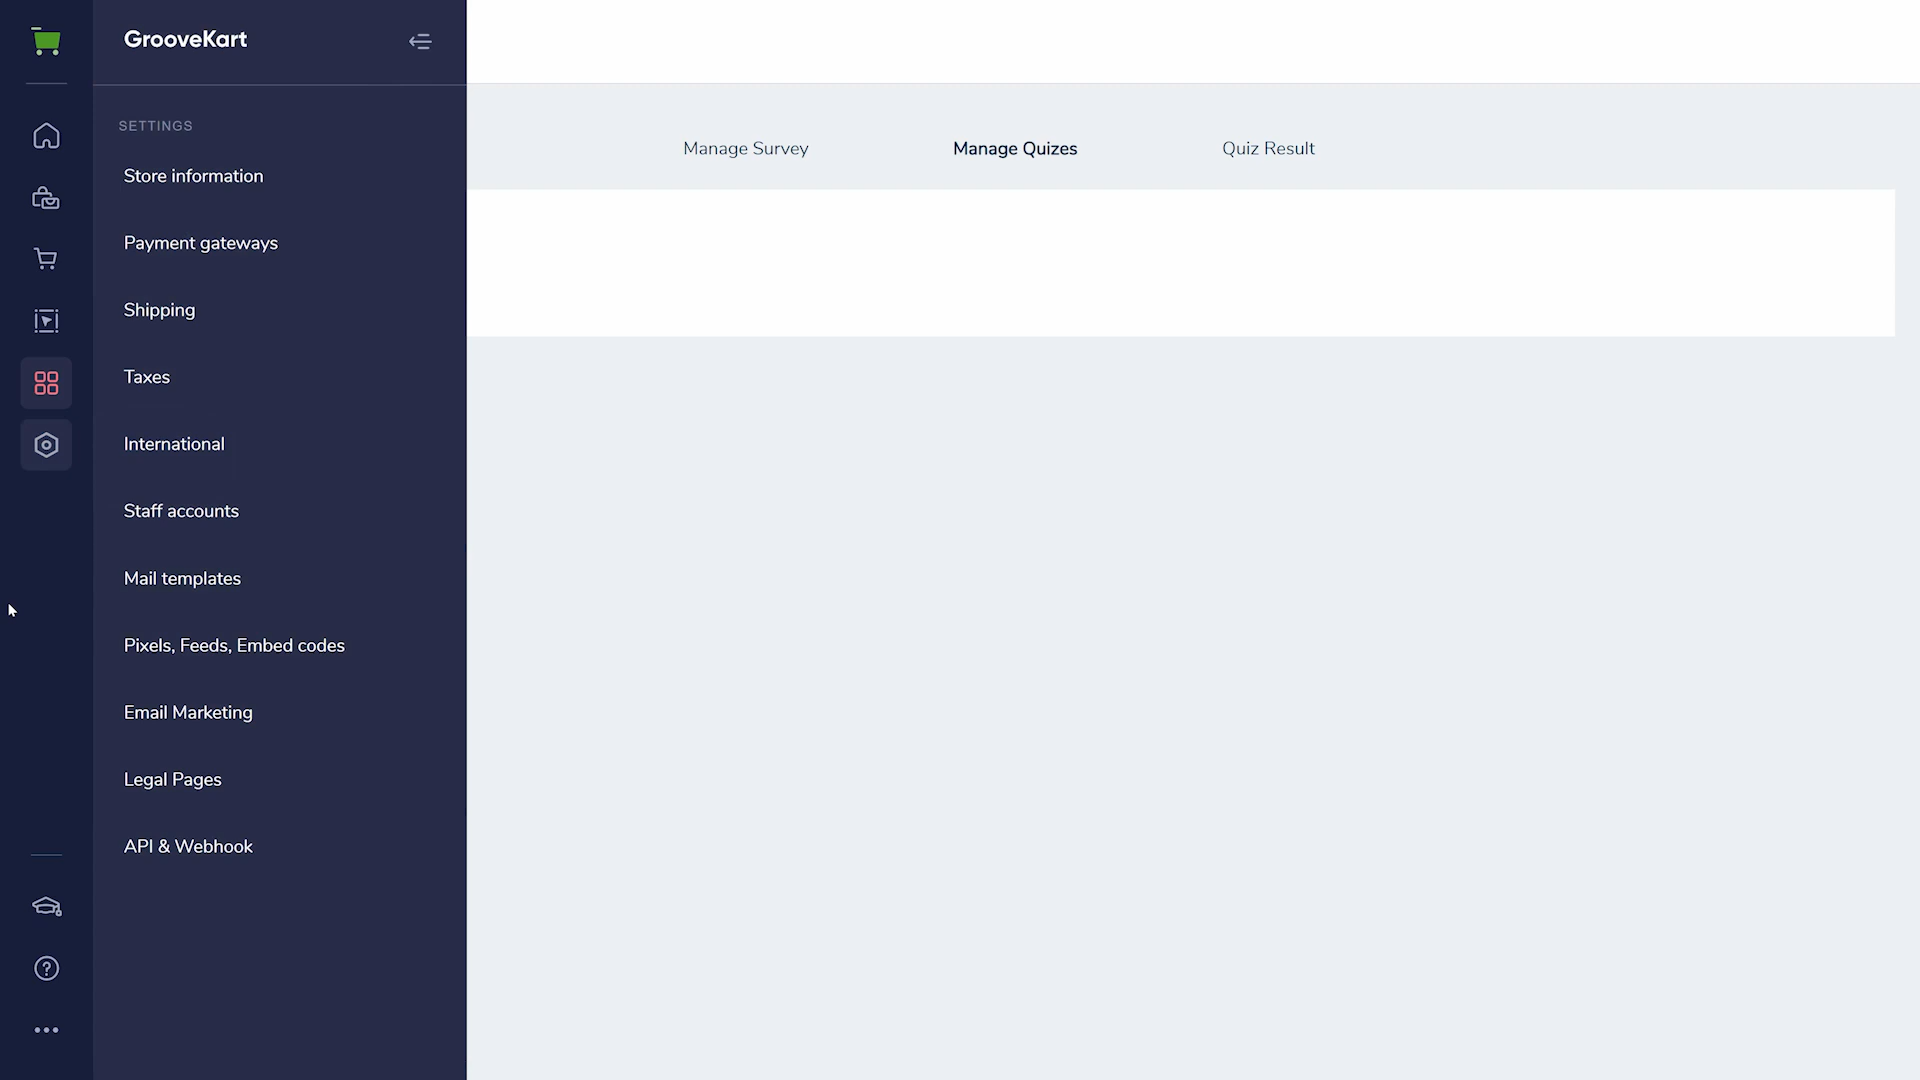 GrooveKart
SETTINGS
Store information
Payment gateways
Shipping
Taxes
International
Staff accounts
Mail templates
Pixels, Feeds, Embed codes
Email Marketing
Legal Pages
API & Webhook
Manage Survey
Manage Quizes
Quiz Result